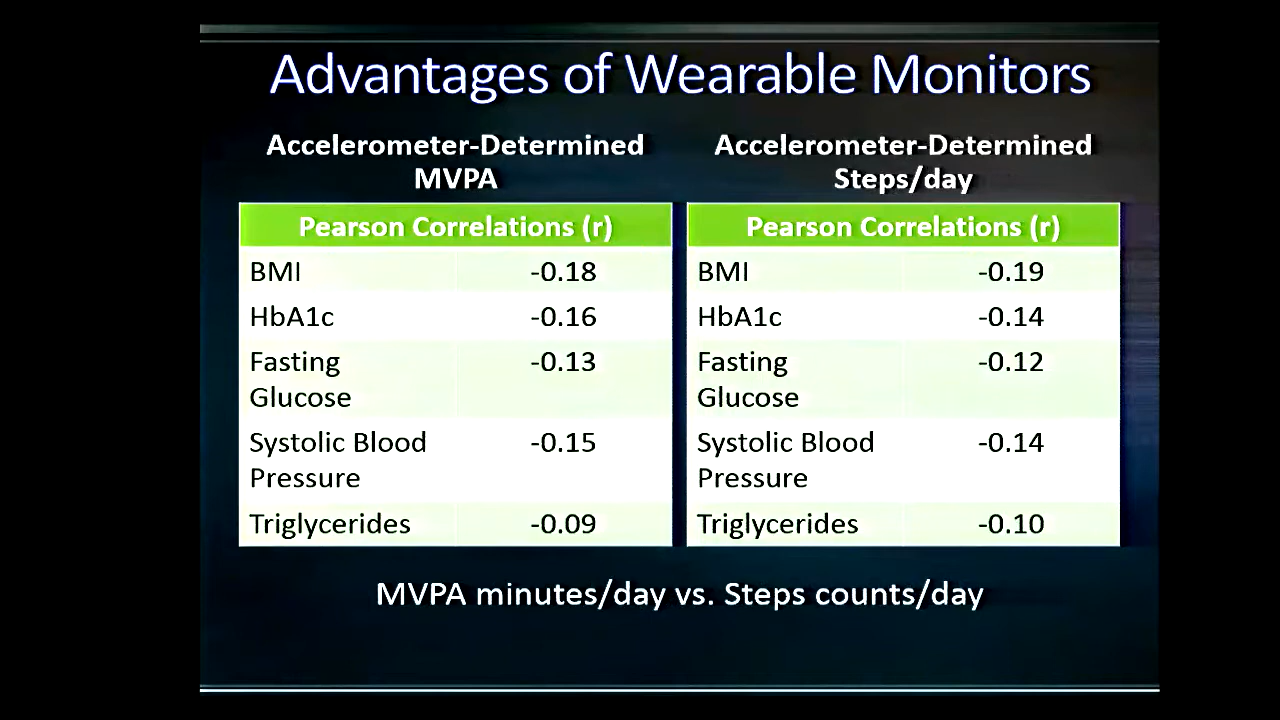 Advantages of Wearable Monitors
Accelerometer-Determined
MVPA
Pearson Correlations (r)
BMI -0.18
HbA1c -0.16
Fasting -0.13
Glucose
Systolic Blood -0.15
Pressure
Triglycerides -0.09
Accelerometer-Determined
Steps/day
Pearson Correlations (r)
BMI -0.19
HbA1c -0.14
Fasting -0.12
Glucose
Systolic Blood -0.14
Pressure
Triglycerides -0.10
MVPA minutes/day vs. Steps counts/day